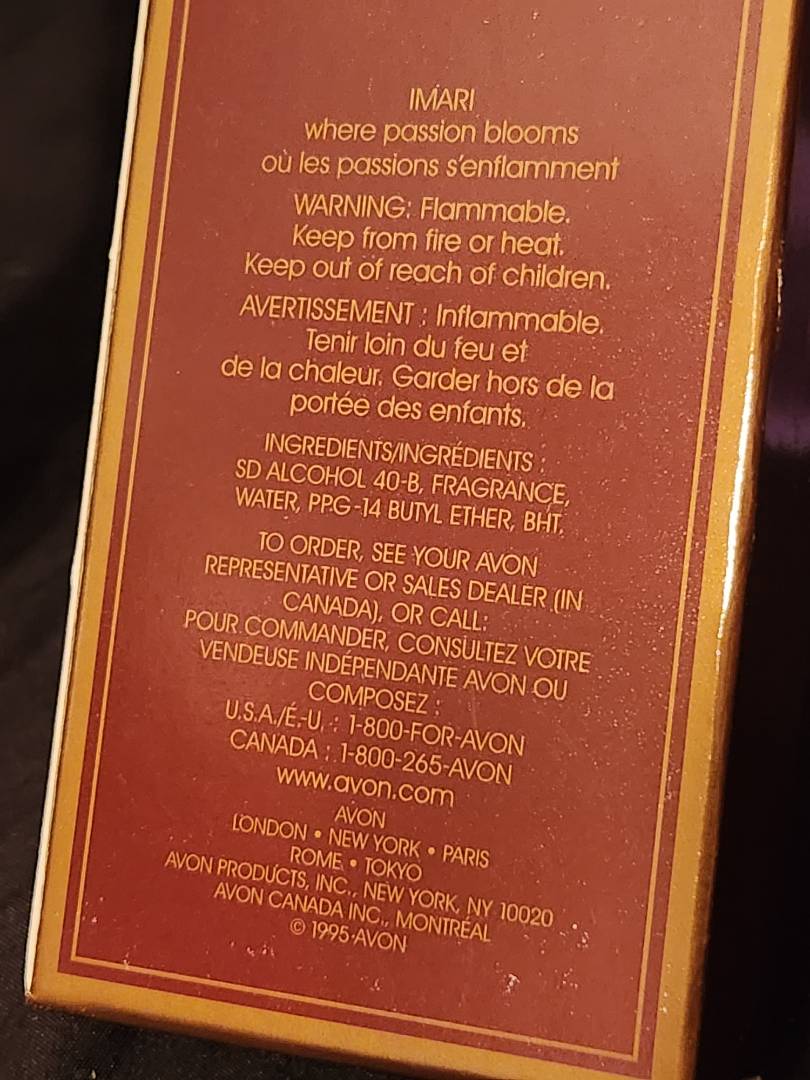 IMARI
where passion blooms
où les passions s'enflamment
WARNING: Flammable.
Keep from fire or heat.
Keep out of reach of children.
AVERTISSEMENT : Inflammable.
Tenir loin du feu et
de la chaleur. Garder hors de la
portée des enfants.
INGREDIENTS/INGRÉDIENTS :
SD ALCOHOL 40-B, FRAGRANCE,
WATER, PPG-14 BUTYL ETHER, BHT.
TO ORDER, SEE YOUR AVON
REPRESENTATIVE OR SALES DEALER (IN
CANADA), OR CALL:
POUR COMMANDER, CONSULTEZ VOTRE
VENDEUSE INDÉPENDANTE AVON OU
COMPOSEZ :
U.S.A./É.-U. : 1-800-FOR-AVON
CANADA : 1-800-265-AVON
www.avon.com
AVON
LONDON • NEW YORK • PARIS
ROME • TOKYO
AVON PRODUCTS, INC., NEW YORK, NY 10020
AVON CANADA INC., MONTRÉAL
© 1995 AVON